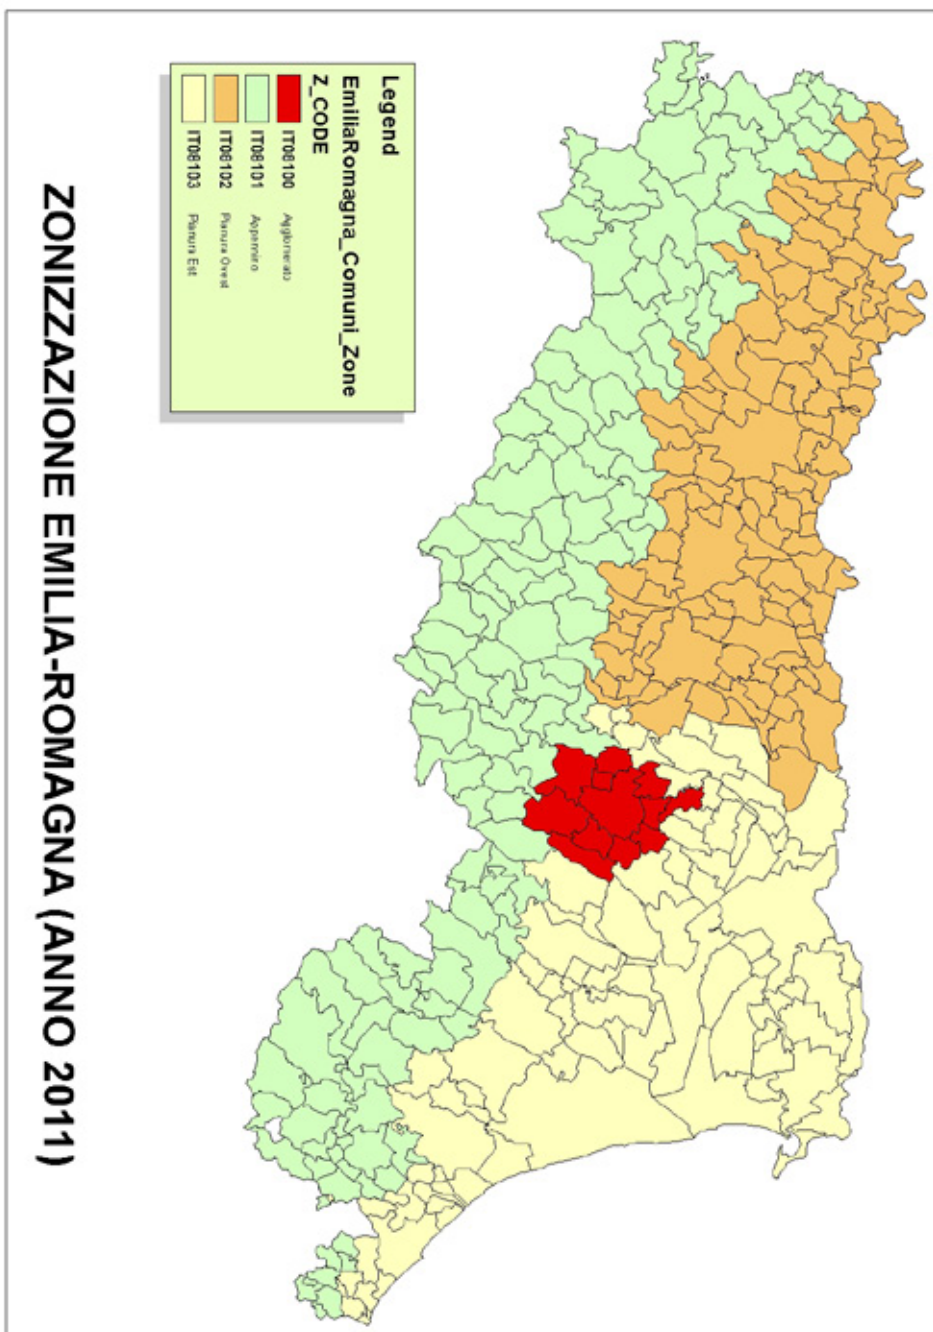 Legend
EmiliaRomagna_Comuni_Zone
Z_CODE
IT08100 Agglomerato
IT08101 Appennino
IT08102 Pianura Ovest
IT08103 Pianura Est
ZONIZZAZIONE EMILIA-ROMAGNA (ANNO 2011)